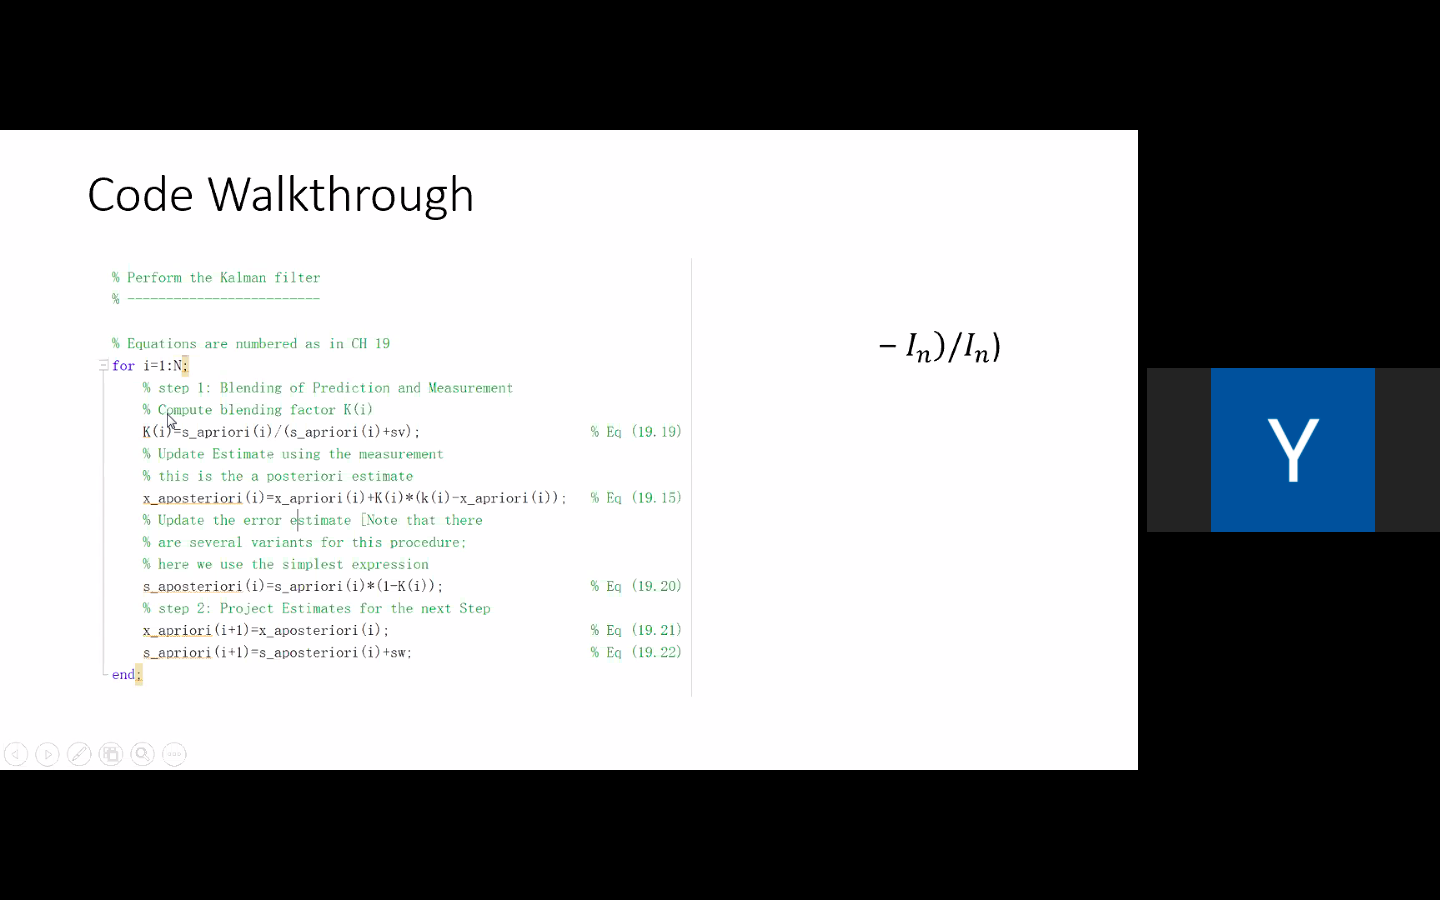 Code Walkthrough
% Perform the Kalman filter
% -------------------------
% Equations are numbered as in CH 19
for i=1:N;
% step 1: Blending of Prediction and Measurement
% Compute blending factor K(i)
K(i)=s_apriori(i)/(s_apriori(i)+sv); % Eq (19.19)
% Update Estimate using the measurement
% this is the a posteriori estimate
x_aposteriori(i)=x_apriori(i)+K(i)*(k(i)-x_apriori(i)); % Eq (19.15)
% Update the error estimate [Note that there
% are several variants for this procedure;
% here we use the simplest expression
s_aposteriori(i)=s_apriori(i)*(1-K(i)); % Eq (19.20)
% step 2: Project Estimates for the next Step
x_apriori(i+1)=x_aposteriori(i); % Eq (19.21)
s_apriori(i+1)=s_aposteriori(i)+sw; % Eq (19.22)
end;
− Iₙ)/Iₙ)
Y